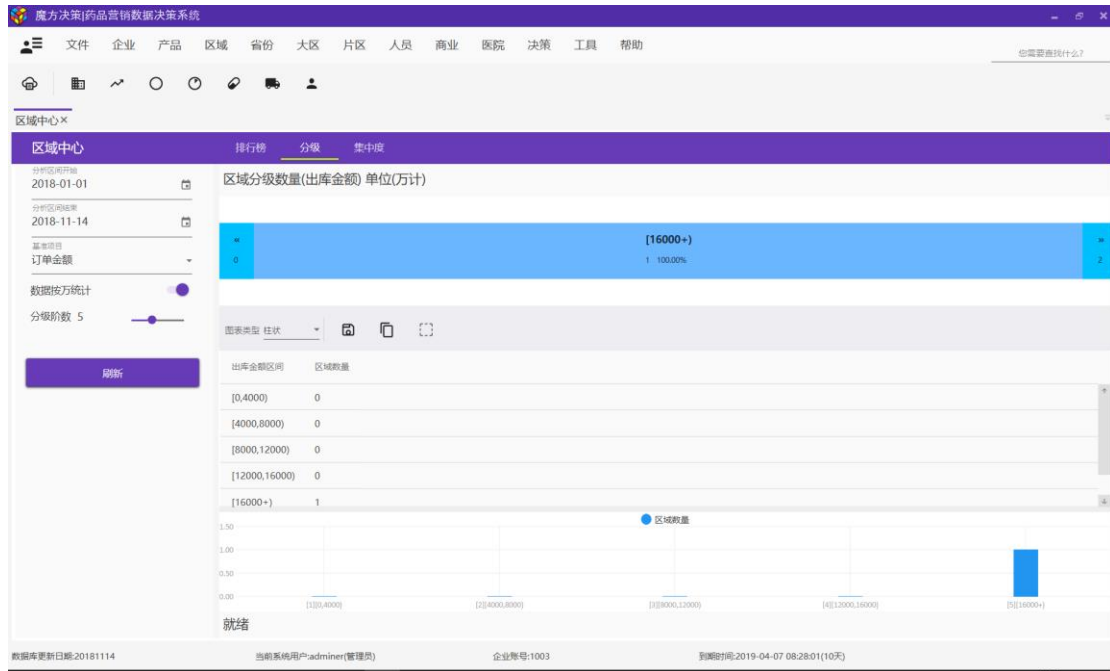 魔方决策|药品营销数据决策系统
文件 企业 产品 区域 省份 大区 片区 人员 商业 医院 决策 工具 帮助
您需要查找什么?
区域中心×
区域中心 排行榜 分级 集中度
分析区间开始
2018-01-01
分析区间结束
2018-11-14
基准项目
订单金额
数据按万统计
分级阶数 5
刷新
区域分级数量(出库金额) 单位(万计)
« [16000+) »
0 1 100.00% 2
图表类型 柱状
出库金额区间 区域数量
[0,4000) 0
[4000,8000) 0
[8000,12000) 0
[12000,16000) 0
[16000+) 1
区域数量
1.50
1.00
0.50
0.00
[1][0,4000) [2][4000,8000) [3][8000,12000) [4][12000,16000) [5][16000+)
就绪
数据库更新日期:20181114 当前系统用户:adminer(管理员) 企业账号:1003 到期时间:2019-04-07 08:28:01(10天)